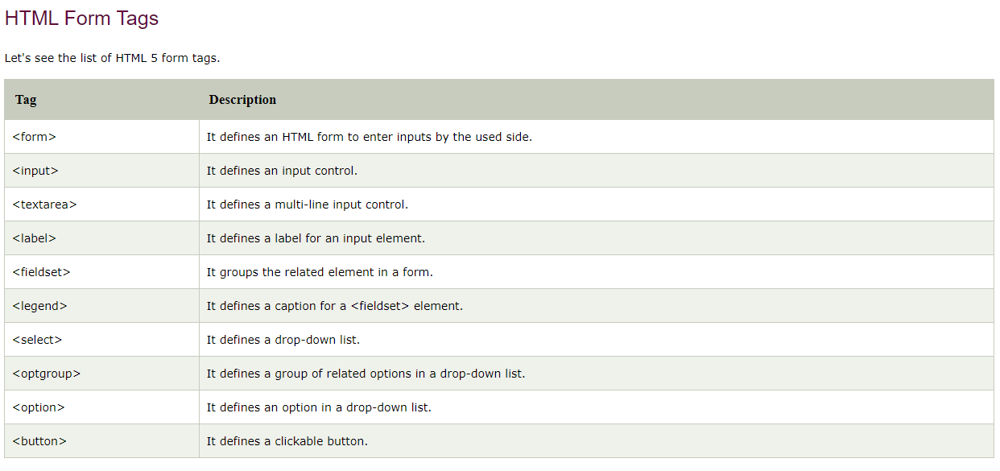 HTML Form Tags
Let's see the list of HTML 5 form tags.
Tag Description
<form> It defines an HTML form to enter inputs by the used side.
<input> It defines an input control.
<textarea> It defines a multi-line input control.
<label> It defines a label for an input element.
<fieldset> It groups the related element in a form.
<legend> It defines a caption for a <fieldset> element.
<select> It defines a drop-down list.
<optgroup> It defines a group of related options in a drop-down list.
<option> It defines an option in a drop-down list.
<button> It defines a clickable button.